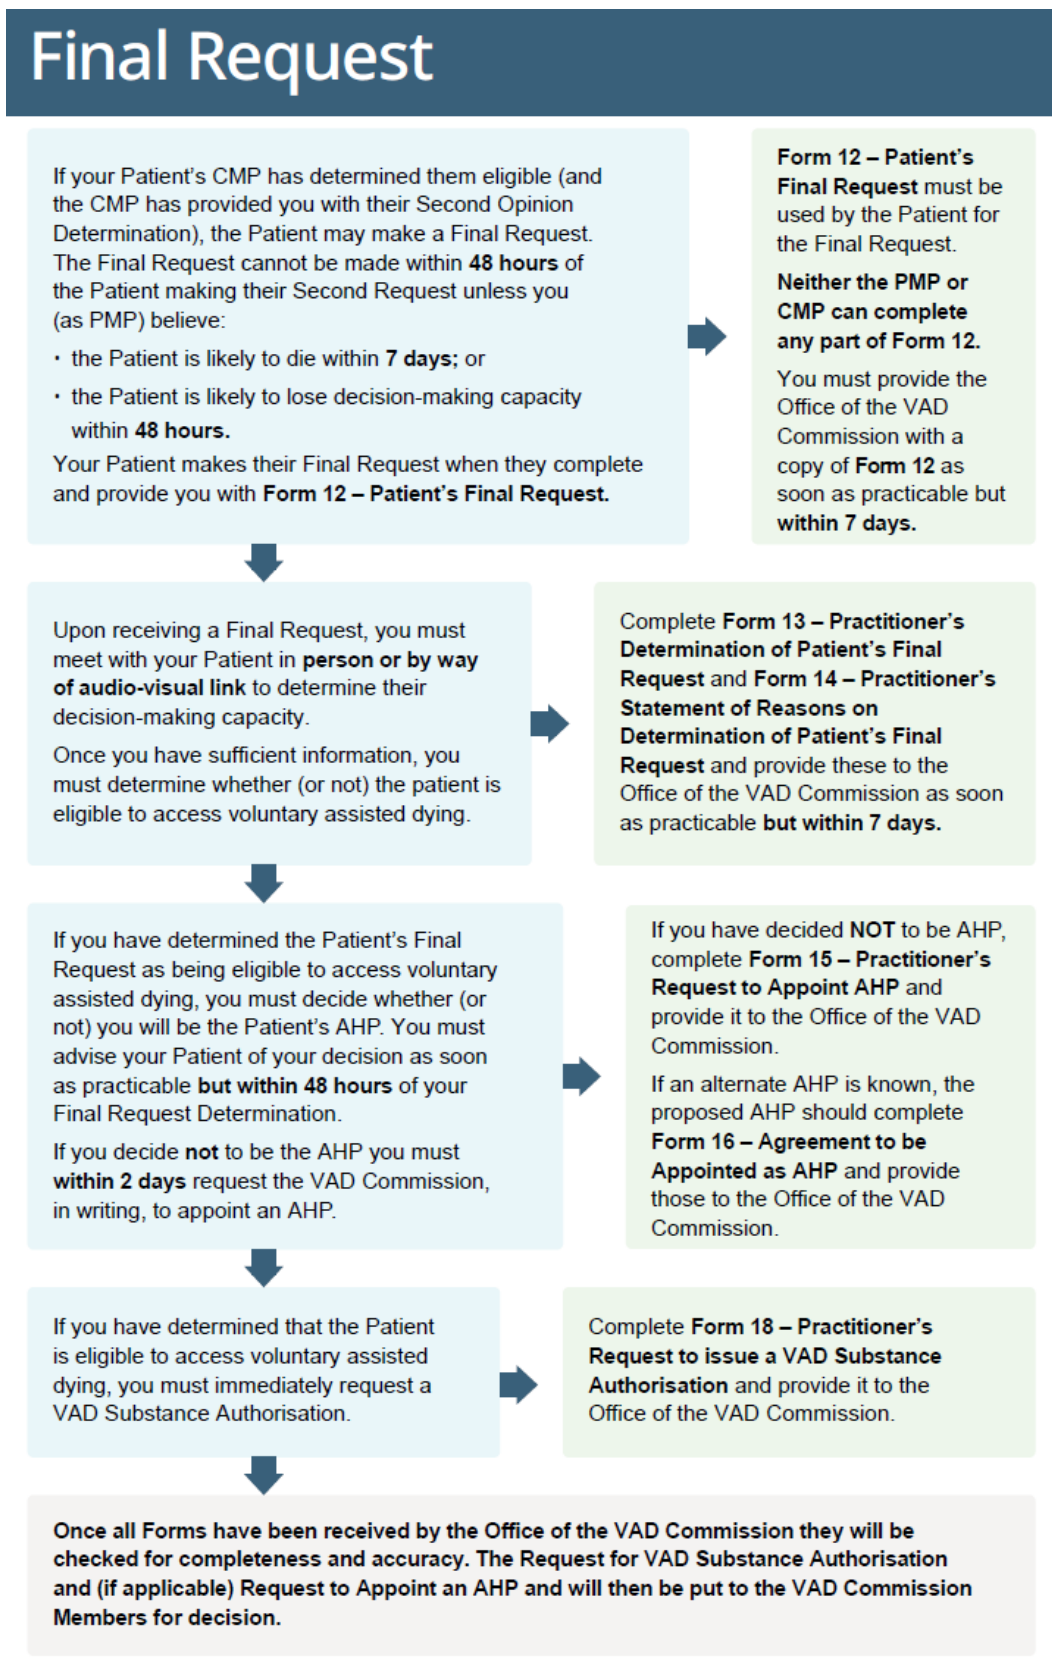 Final Request
If your Patient's CMP has determined them eligible (and
the CMP has provided you with their Second Opinion
Determination), the Patient may make a Final Request.
The Final Request cannot be made within 48 hours of
the Patient making their Second Request unless you
(as PMP) believe:
· the Patient is likely to die within 7 days; or
· the Patient is likely to lose decision-making capacity
within 48 hours.
Your Patient makes their Final Request when they complete
and provide you with Form 12 – Patient's Final Request.
Form 12 – Patient's
Final Request must be
used by the Patient for
the Final Request.
Neither the PMP or
CMP can complete
any part of Form 12.
You must provide the
Office of the VAD
Commission with a
copy of Form 12 as
soon as practicable but
within 7 days.
Upon receiving a Final Request, you must
meet with your Patient in person or by way
of audio-visual link to determine their
decision-making capacity.
Once you have sufficient information, you
must determine whether (or not) the patient is
eligible to access voluntary assisted dying.
Complete Form 13 – Practitioner's
Determination of Patient's Final
Request and Form 14 – Practitioner's
Statement of Reasons on
Determination of Patient's Final
Request and provide these to the
Office of the VAD Commission as soon
as practicable but within 7 days.
If you have determined the Patient's Final
Request as being eligible to access voluntary
assisted dying, you must decide whether (or
not) you will be the Patient's AHP. You must
advise your Patient of your decision as soon
as practicable but within 48 hours of your
Final Request Determination.
If you decide not to be the AHP you must
within 2 days request the VAD Commission,
in writing, to appoint an AHP.
If you have decided NOT to be AHP,
complete Form 15 – Practitioner's
Request to Appoint AHP and
provide it to the Office of the VAD
Commission.
If an alternate AHP is known, the
proposed AHP should complete
Form 16 – Agreement to be
Appointed as AHP and provide
those to the Office of the VAD
Commission.
If you have determined that the Patient
is eligible to access voluntary assisted
dying, you must immediately request a
VAD Substance Authorisation.
Complete Form 18 – Practitioner's
Request to issue a VAD Substance
Authorisation and provide it to the
Office of the VAD Commission.
Once all Forms have been received by the Office of the VAD Commission they will be
checked for completeness and accuracy. The Request for VAD Substance Authorisation
and (if applicable) Request to Appoint an AHP and will then be put to the VAD Commission
Members for decision.